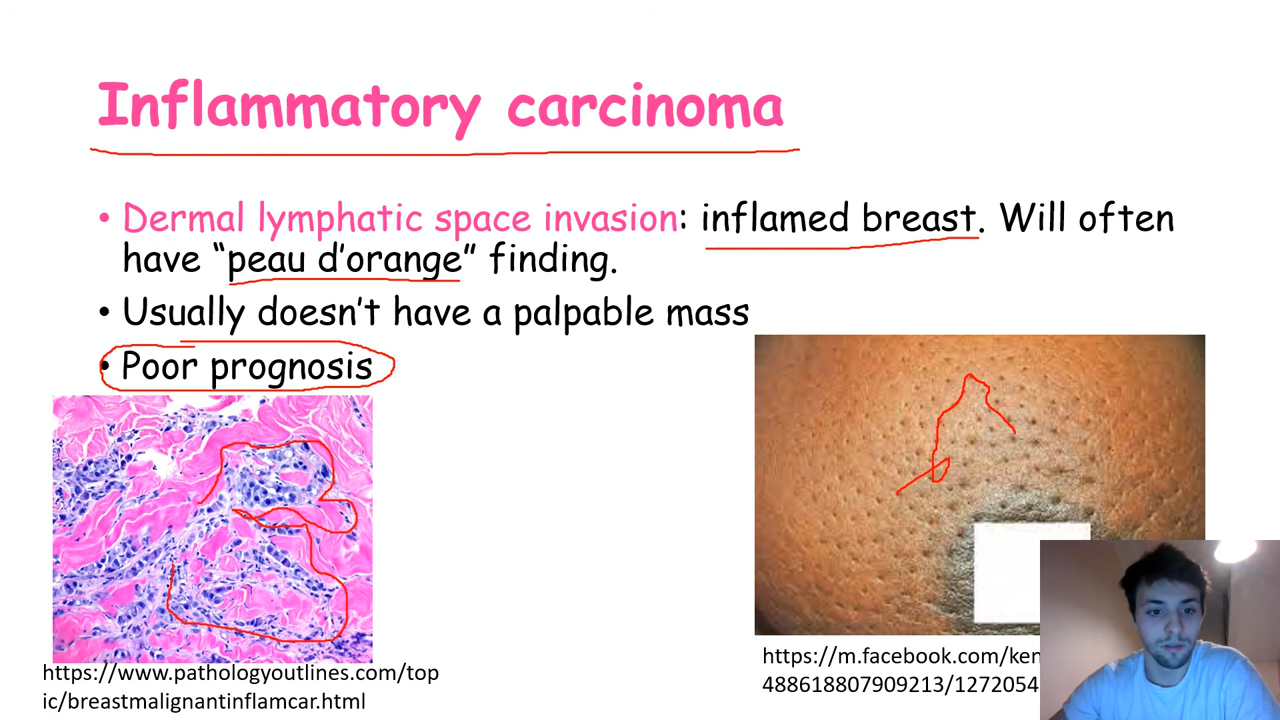 Inflammatory carcinoma
• Dermal lymphatic space invasion: inflamed breast. Will often
have “peau d’orange” finding.
• Usually doesn’t have a palpable mass
• Poor prognosis
https://www.pathologyoutlines.com/top
ic/breastmalignantinflamcar.html
https://m.facebook.com/ken
488618807909213/1272054